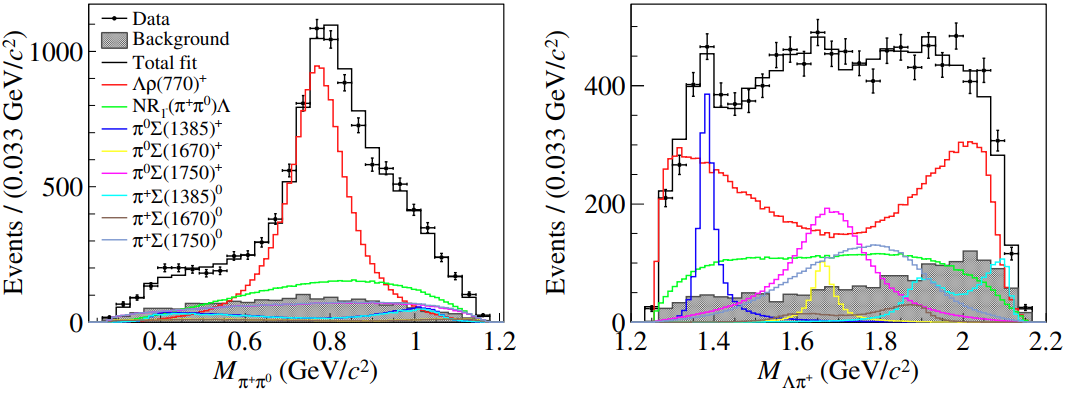 Events / (0.033 GeV/c²)
1000
500
0
Data
Background
Total fit
Λρ(770)⁺
NR₁⁻(π⁺π⁰)Λ
π⁰Σ(1385)⁺
π⁰Σ(1670)⁺
π⁰Σ(1750)⁺
π⁺Σ(1385)⁰
π⁺Σ(1670)⁰
π⁺Σ(1750)⁰
0.4 0.6 0.8 1 1.2
M π⁺π⁰ (GeV/c²)
Events / (0.033 GeV/c²)
400
200
0
1.2 1.4 1.6 1.8 2 2.2
M Λπ⁺ (GeV/c²)